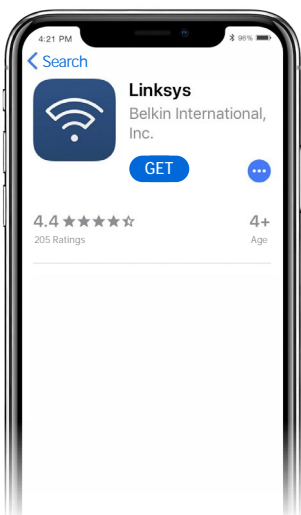 4:21 PM
96%
Search
Linksys
Belkin International,
Inc.
GET
4.4
4+
205 Ratings
Age